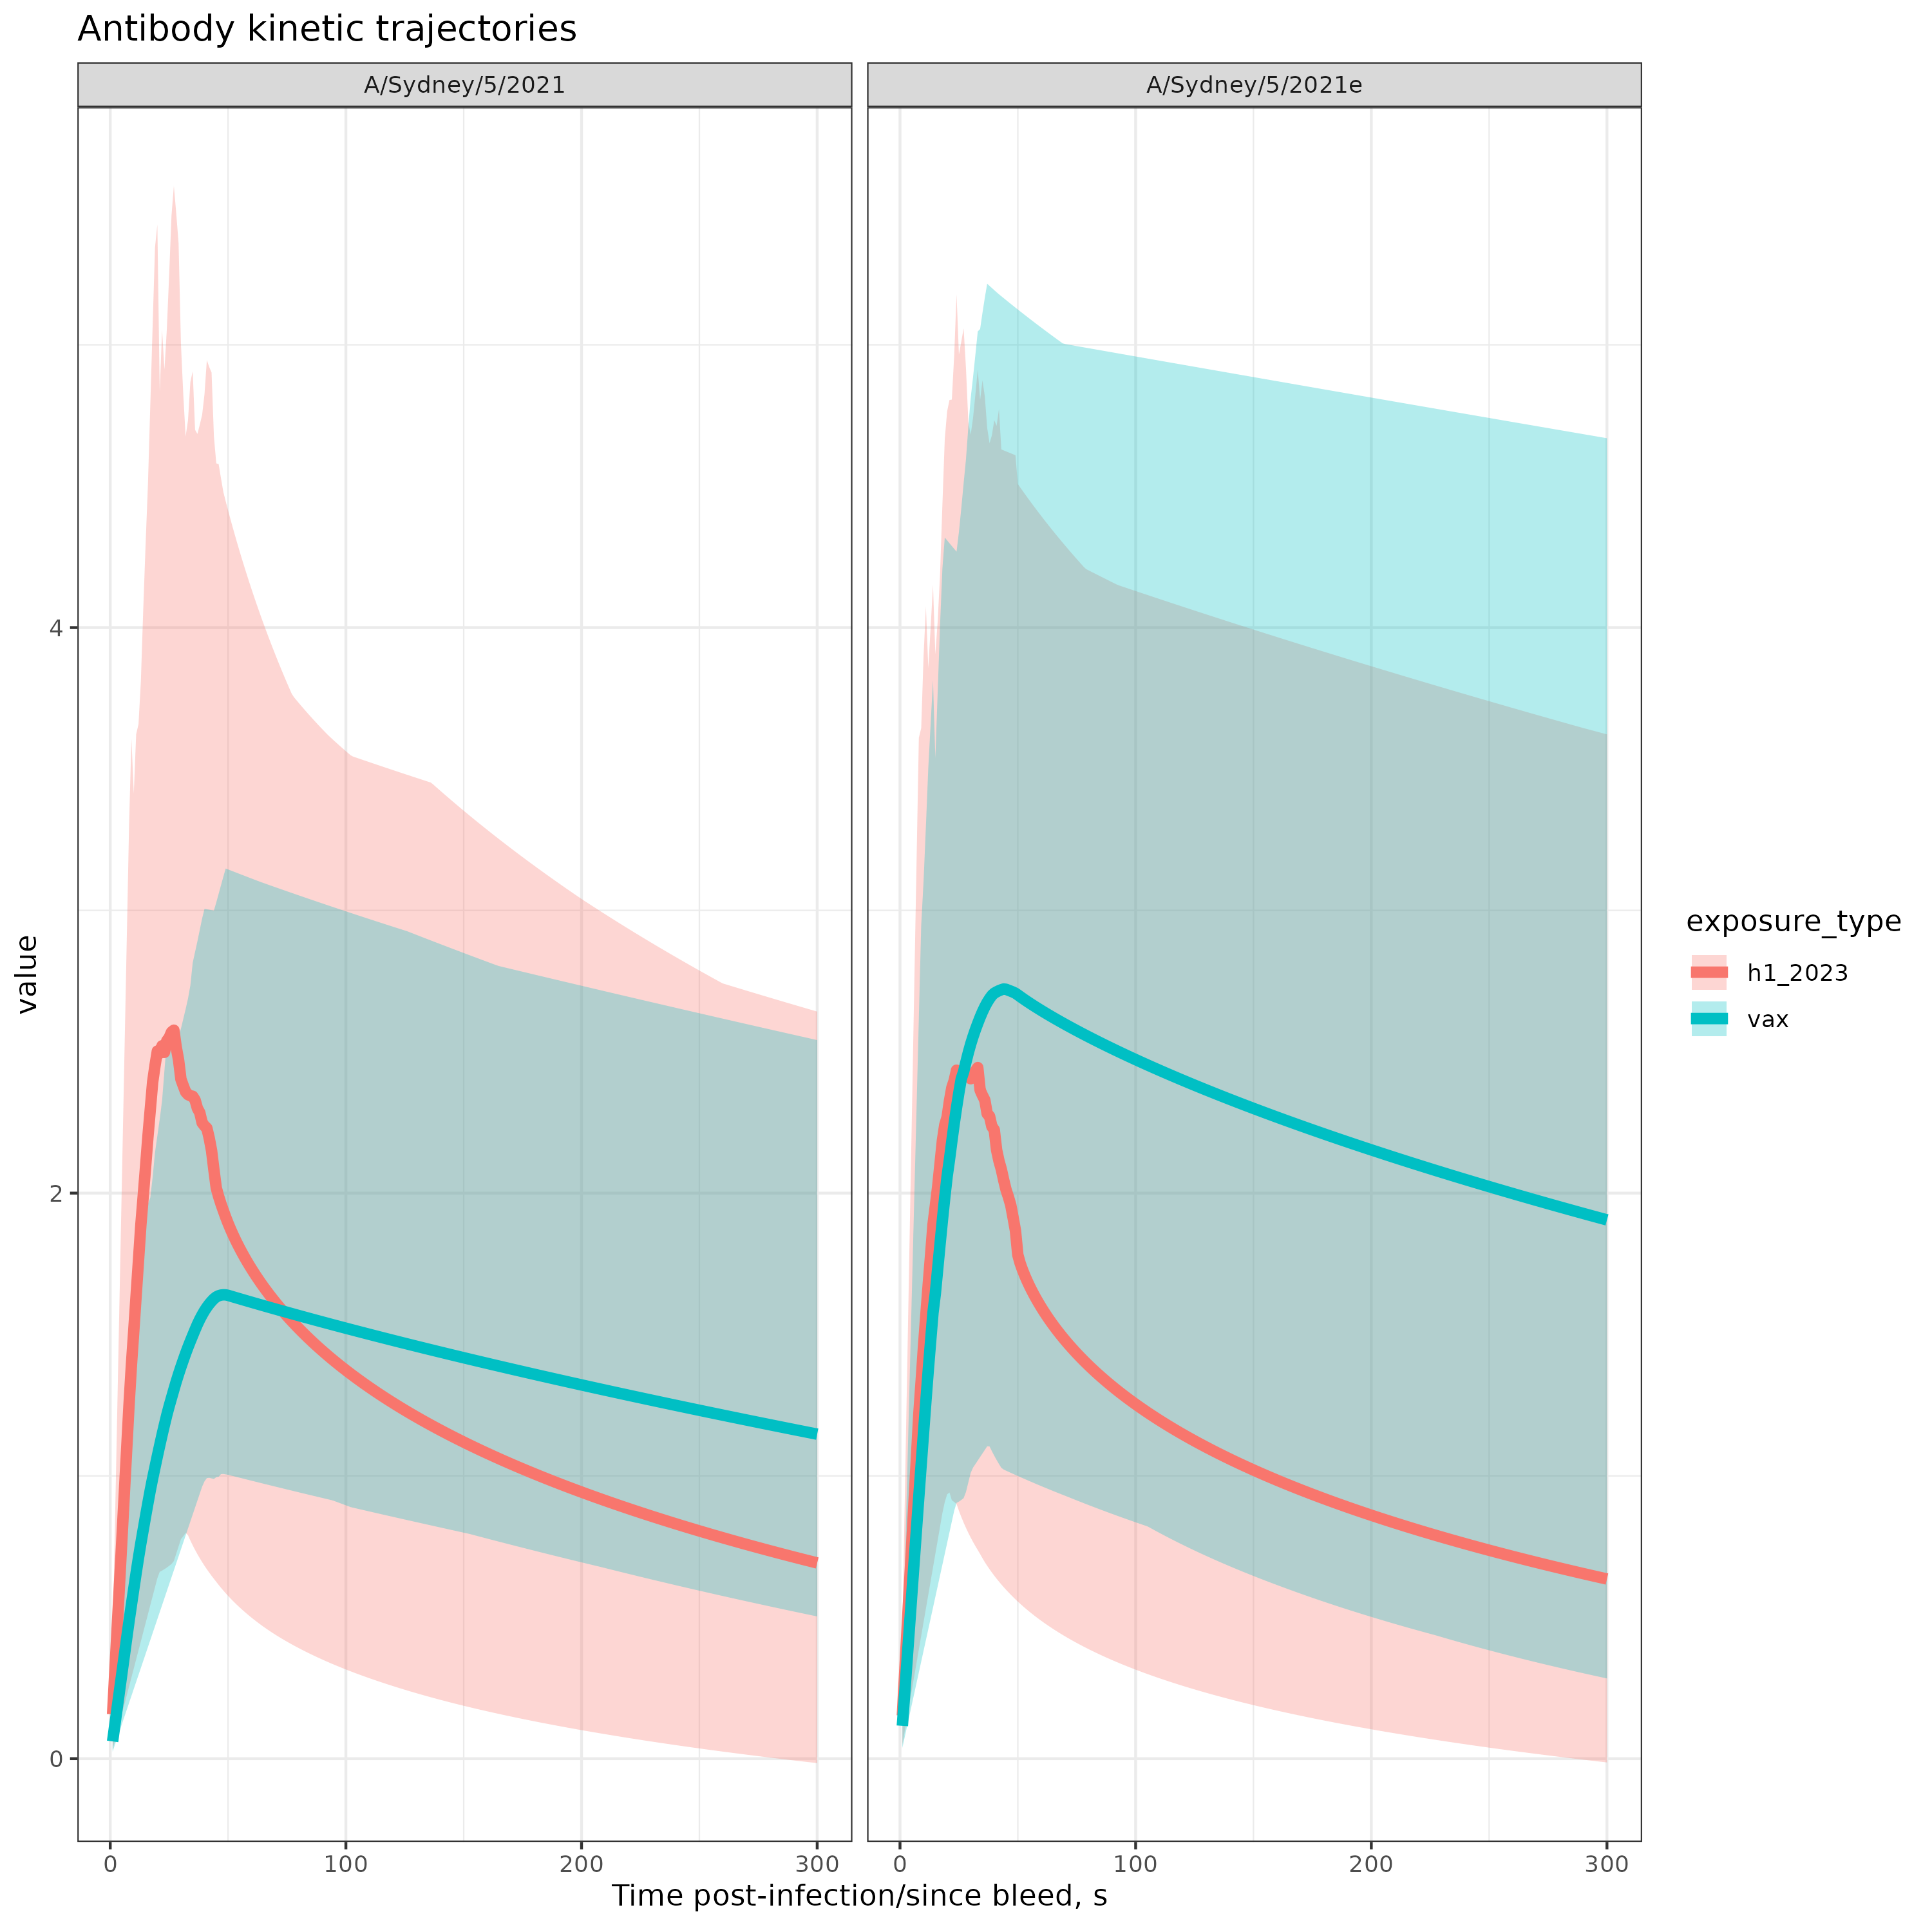 Antibody kinetic trajectories
A/Sydney/5/2021
A/Sydney/5/2021e
value
4
2
0
0
100
200
300
0
100
200
300
Time post-infection/since bleed, s
exposure_type
h1_2023
vax